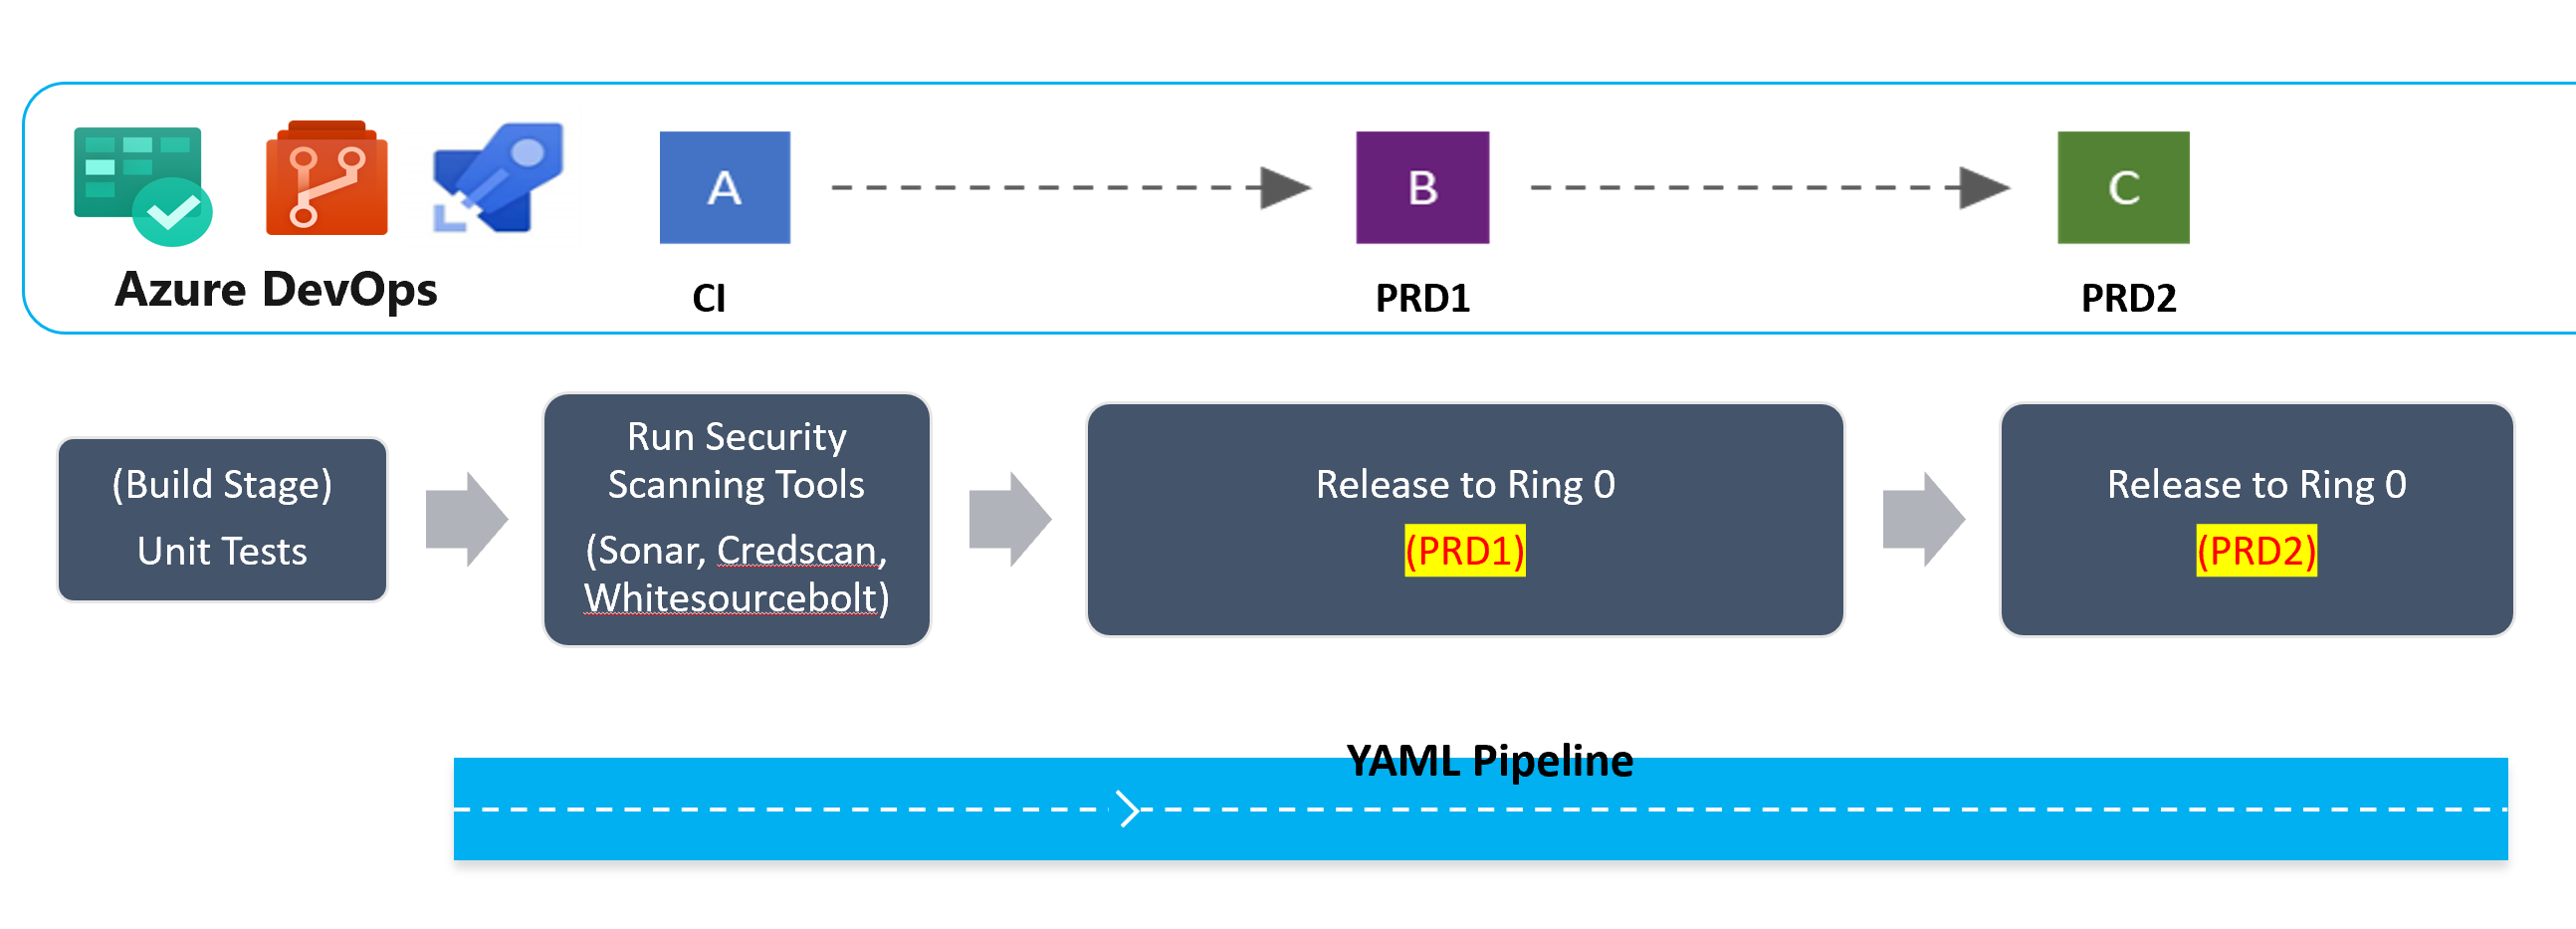 A
B
C
Azure DevOps
CI
PRD1
PRD2
(Build Stage)
Unit Tests
Run Security
Scanning Tools
(Sonar, Credscan,
Whitesourcebolt)
Release to Ring 0
(PRD1)
Release to Ring 0
(PRD2)
YAML Pipeline